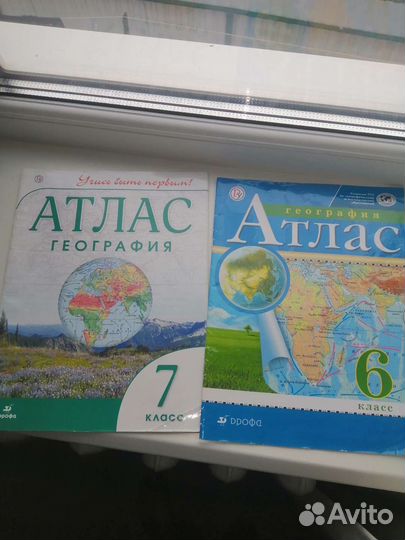 Учись быть первым!
АТЛАС
ГЕОГРАФИЯ
7
класс
дрофа
география
Атлас
6
класс
дрофа
Avito